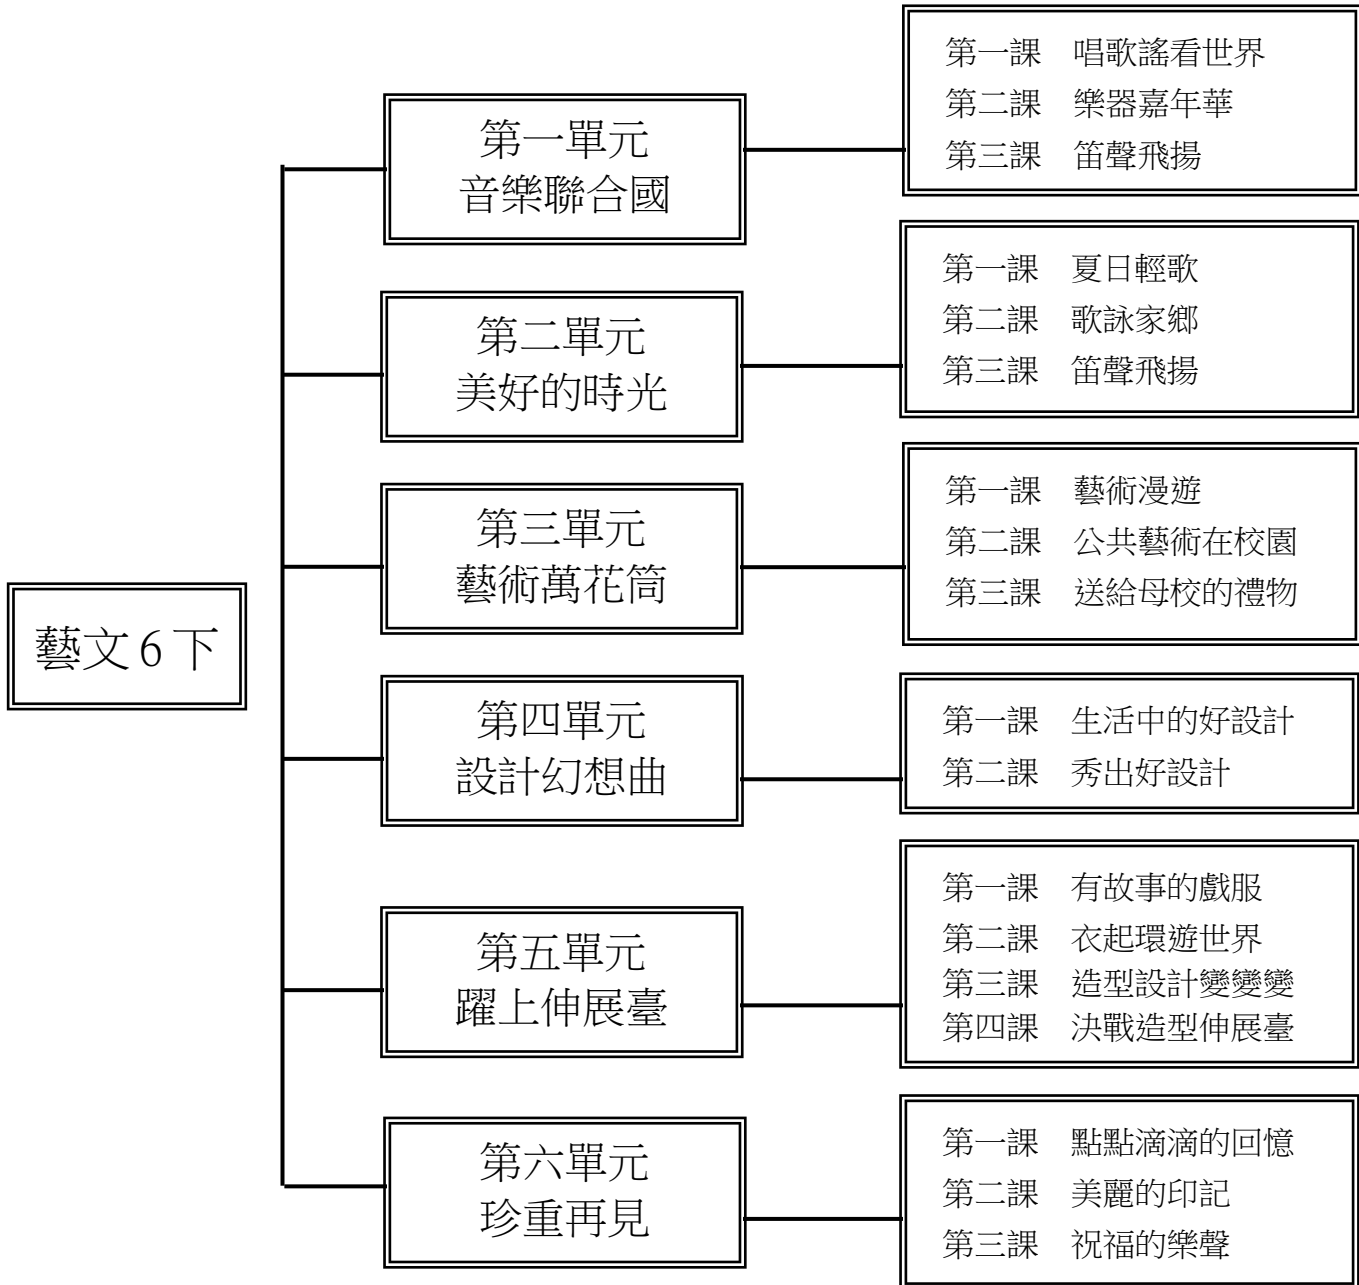 藝文6下
第一單元
音樂聯合國
第一課 唱歌謠看世界
第二課 樂器嘉年華
第三課 笛聲飛揚
第二單元
美好的時光
第一課 夏日輕歌
第二課 歌詠家鄉
第三課 笛聲飛揚
第三單元
藝術萬花筒
第一課 藝術漫遊
第二課 公共藝術在校園
第三課 送給母校的禮物
第四單元
設計幻想曲
第一課 生活中的好設計
第二課 秀出好設計
第五單元
躍上伸展臺
第一課 有故事的戲服
第二課 衣起環遊世界
第三課 造型設計變變變
第四課 決戰造型伸展臺
第六單元
珍重再見
第一課 點點滴滴的回憶
第二課 美麗的印記
第三課 祝福的樂聲